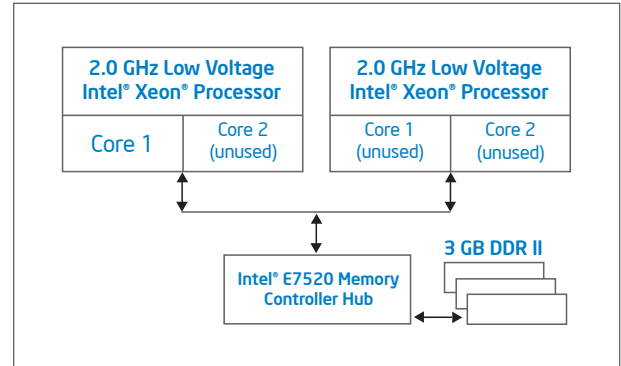 2.0 GHz Low Voltage
Intel® Xeon® Processor
Core 1
Core 2
(unused)
2.0 GHz Low Voltage
Intel® Xeon® Processor
Core 1
(unused)
Core 2
(unused)
Intel® E7520 Memory
Controller Hub
3 GB DDR II